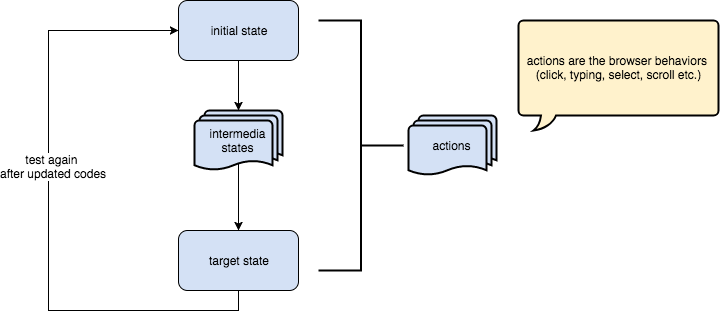 initial state
intermedia
states
target state
test again
after updated codes
actions
actions are the browser behaviors
(click, typing, select, scroll etc.)